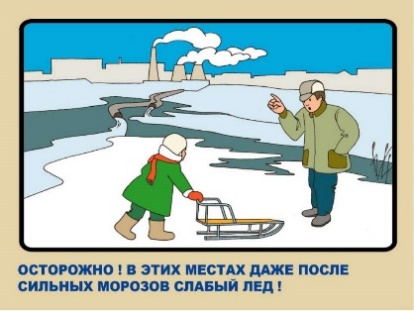 ОСТОРОЖНО ! В ЭТИХ МЕСТАХ ДАЖЕ ПОСЛЕ
СИЛЬНЫХ МОРОЗОВ СЛАБЫЙ ЛЕД !